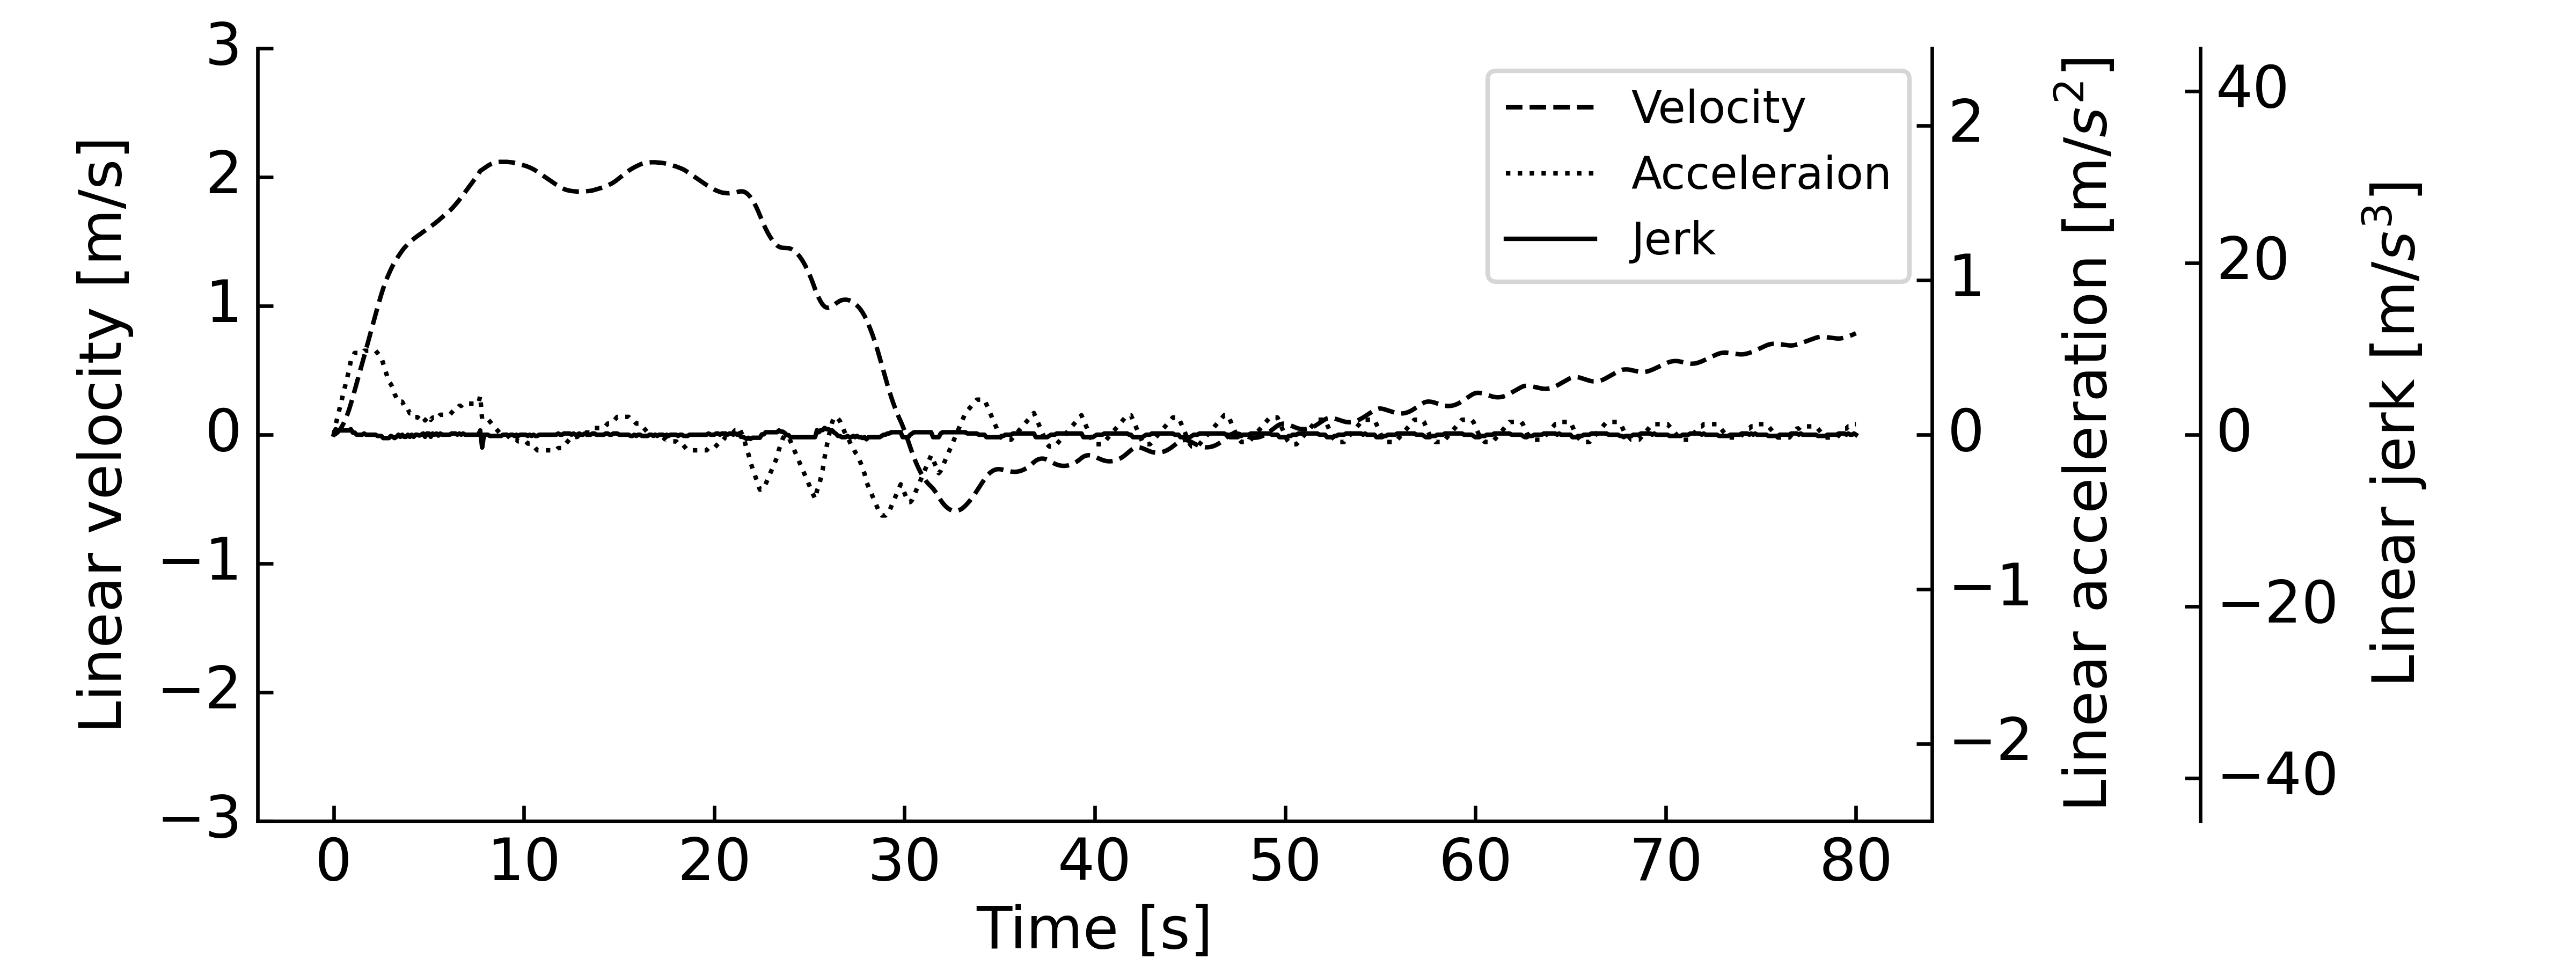 Linear velocity [m/s]
3
2
1
0
−1
−2
−3
0 10 20 30 40 50 60 70 80
Time [s]
Velocity
Acceleraion
Jerk
2
1
0
−1
−2
Linear acceleration [m/s²]
40
20
0
−20
−40
Linear jerk [m/s³]